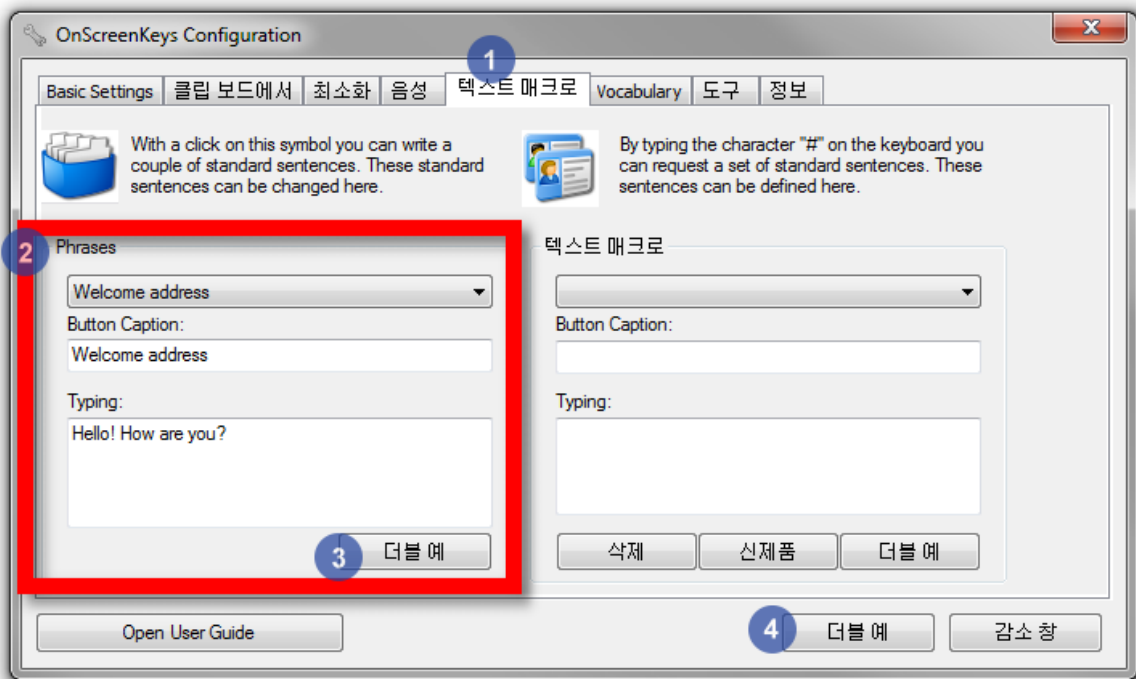 OnScreenKeys Configuration
1
Basic Settings 클립 보드에서 최소화 음성 텍스트 매크로 Vocabulary 도구 정보
With a click on this symbol you can write a
couple of standard sentences. These standard
sentences can be changed here.
By typing the character "#" on the keyboard you
can request a set of standard sentences. These
sentences can be defined here.
2
Phrases
Welcome address
Button Caption:
Welcome address
Typing:
Hello! How are you?
3
더블 예
텍스트 매크로
Button Caption:
Typing:
삭제 신제품 더블 예
Open User Guide
4
더블 예
감소 창